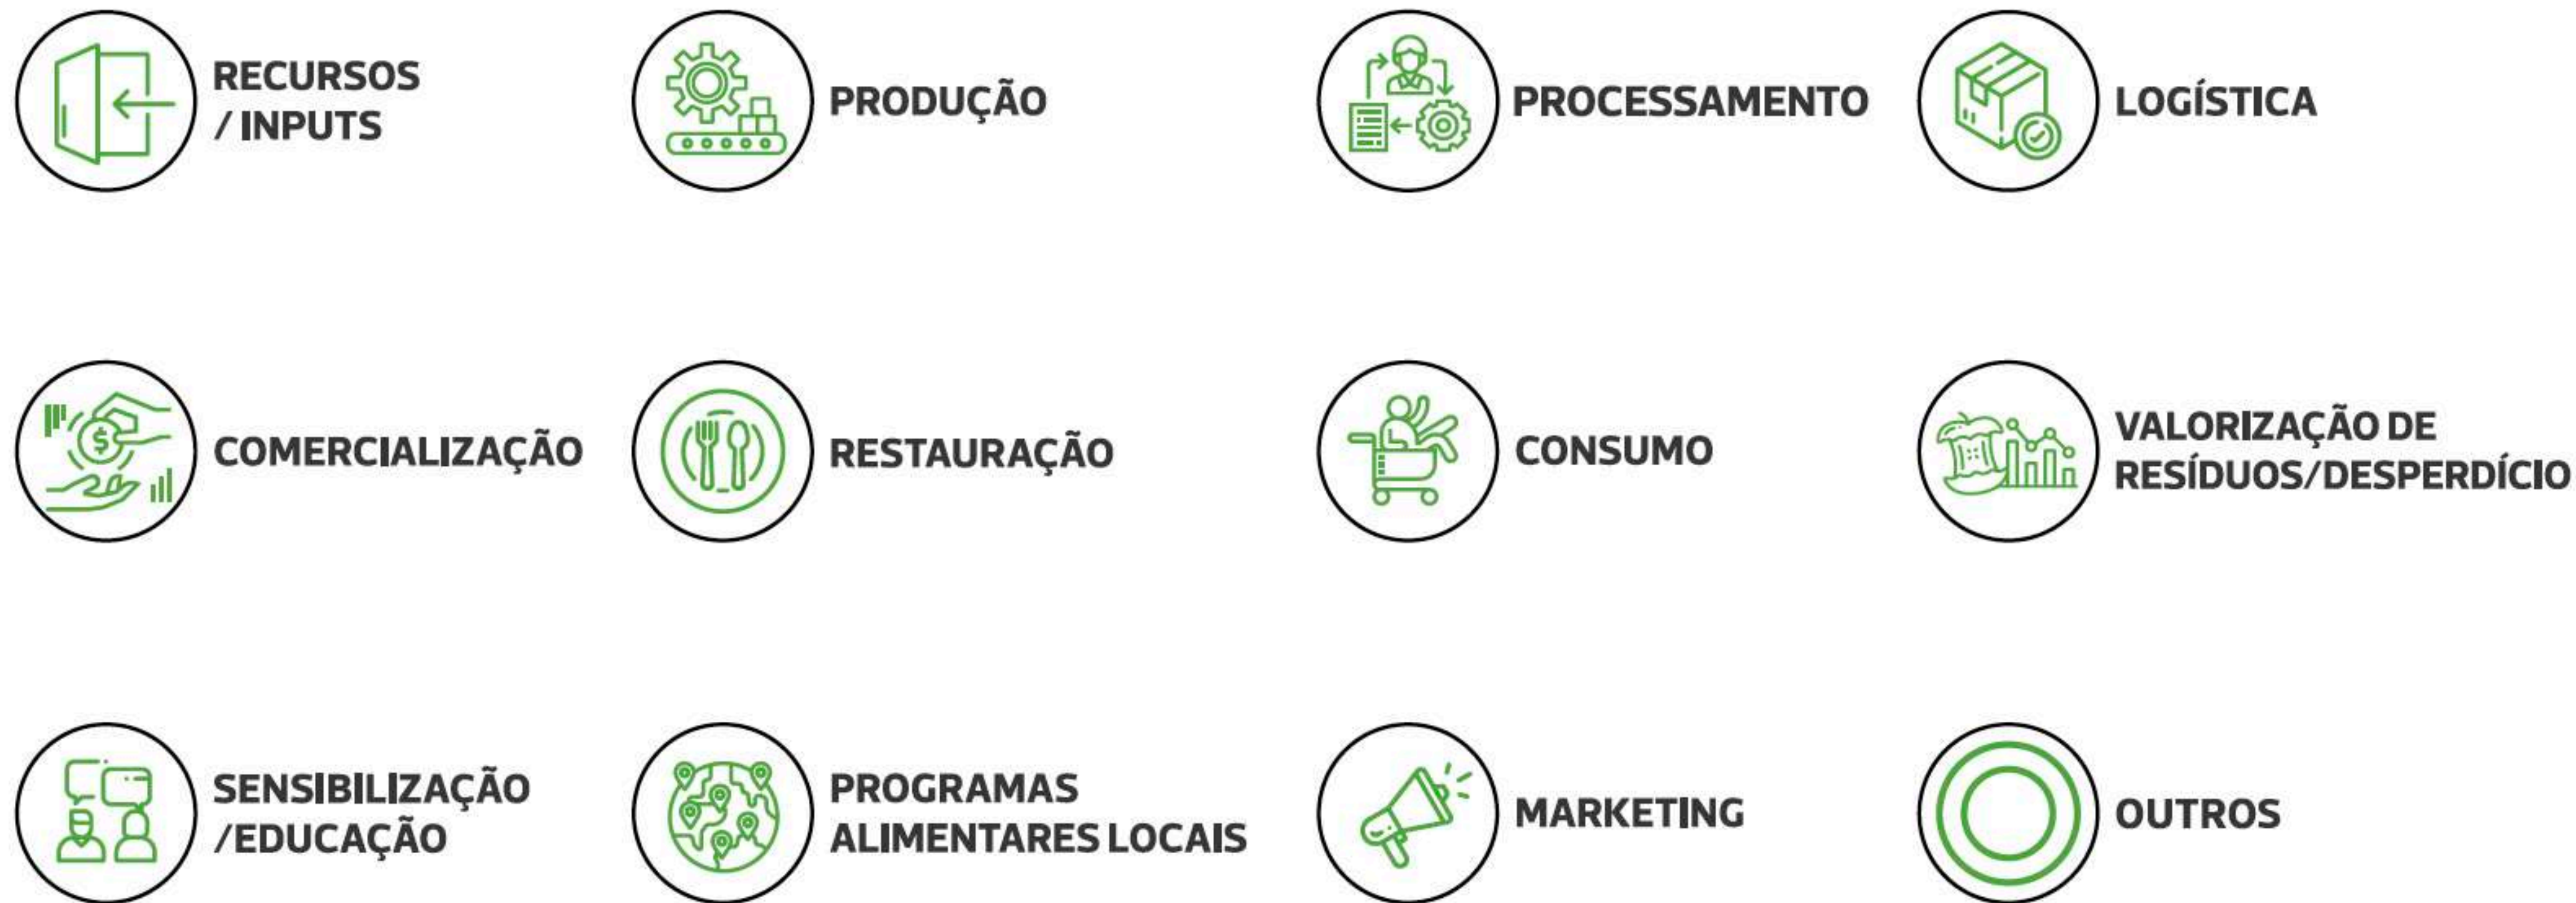 RECURSOS
/ INPUTS
PRODUÇÃO
PROCESSAMENTO
LOGÍSTICA
COMERCIALIZAÇÃO
RESTAURAÇÃO
CONSUMO
VALORIZAÇÃO DE
RESÍDUOS/DESPERDÍCIO
SENSIBILIZAÇÃO
/EDUCAÇÃO
PROGRAMAS
ALIMENTARES LOCAIS
MARKETING
OUTROS